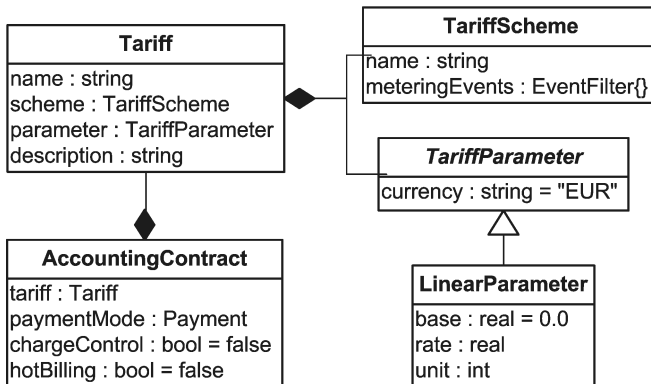 Tariff
name : string
scheme : TariffScheme
parameter : TariffParameter
description : string
TariffScheme
name : string
meteringEvents : EventFilter{}
TariffParameter
currency : string = "EUR"
AccountingContract
tariff : Tariff
paymentMode : Payment
chargeControl : bool = false
hotBilling : bool = false
LinearParameter
base : real = 0.0
rate : real
unit : int